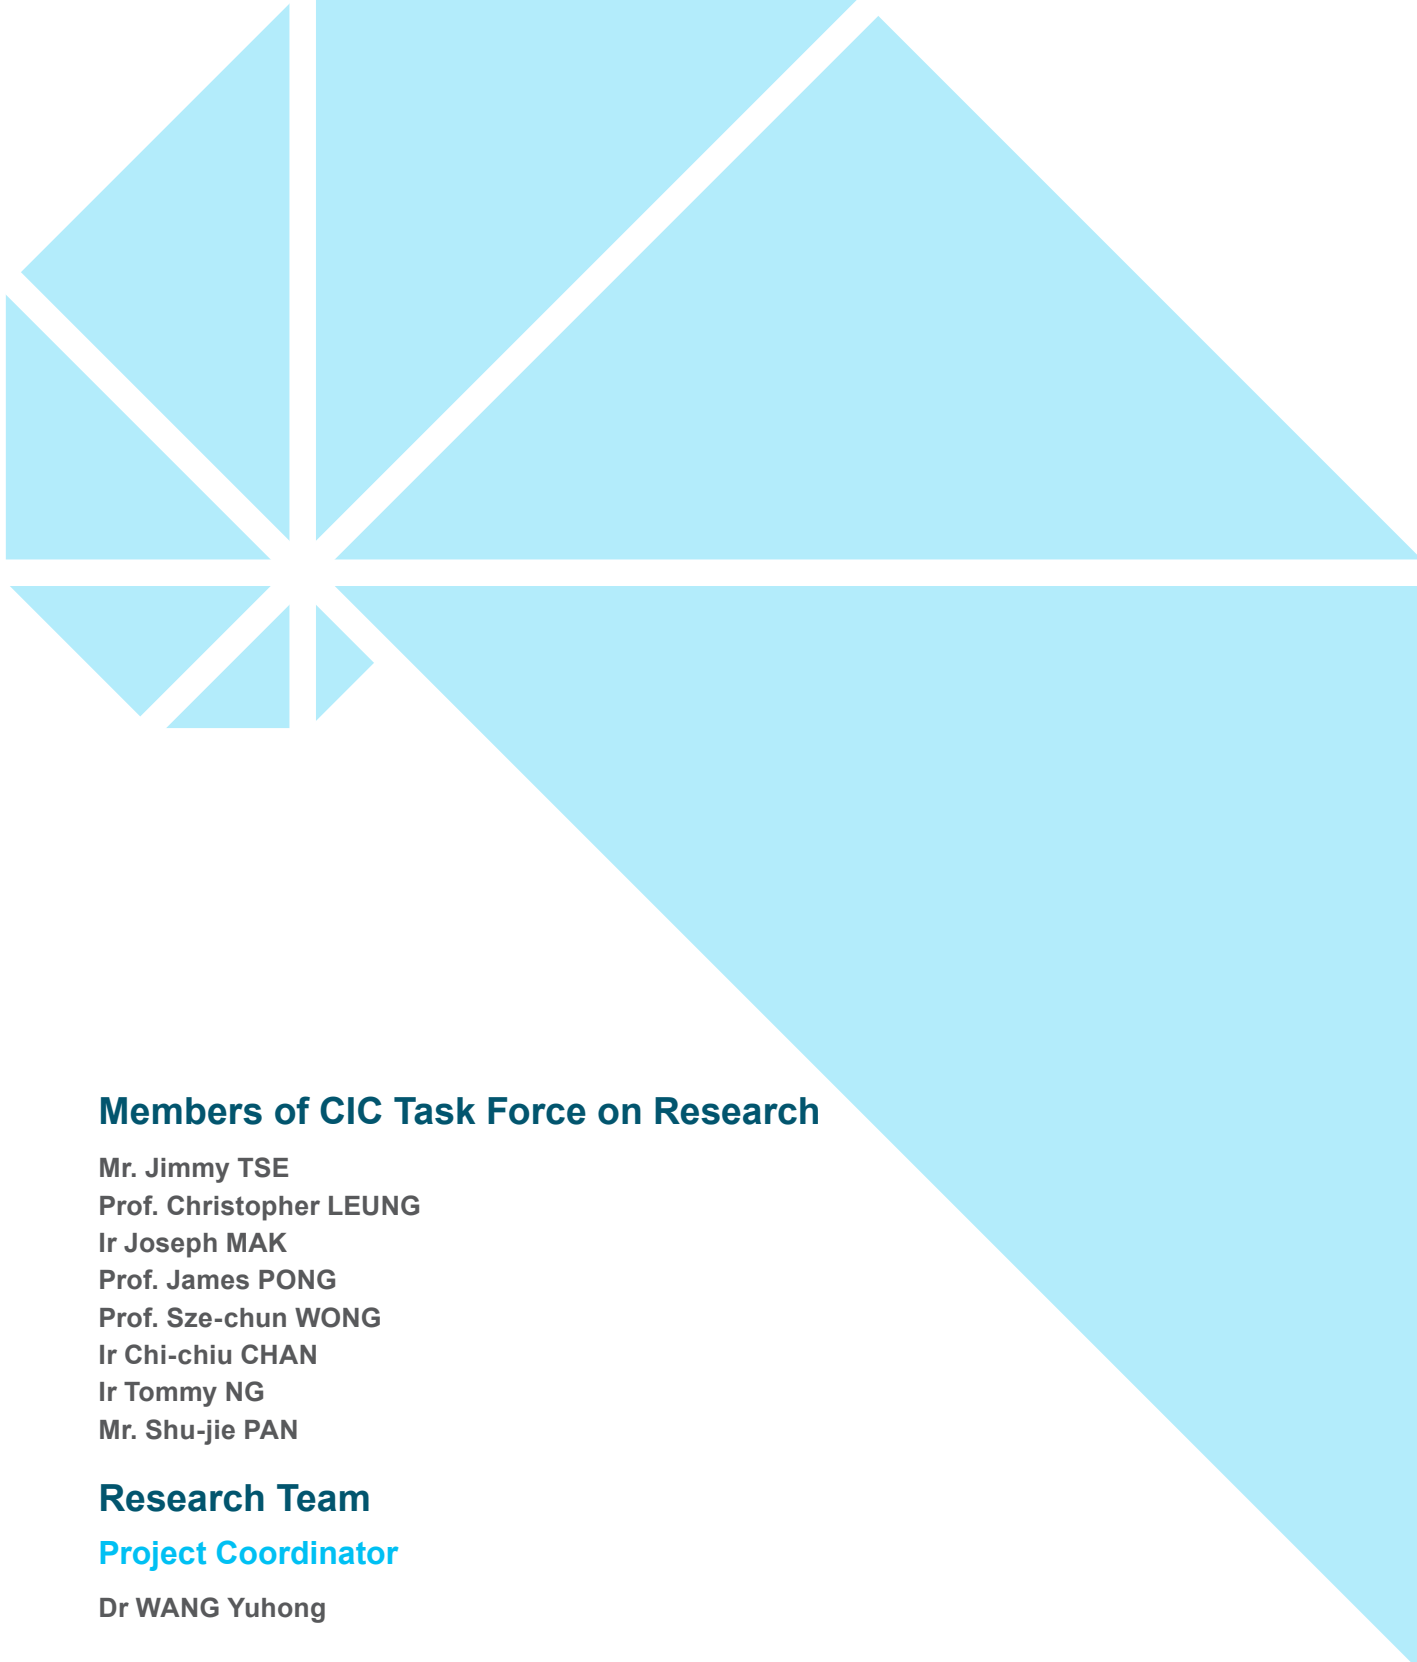 Members of CIC Task Force on Research
Mr. Jimmy TSE
Prof. Christopher LEUNG
Ir Joseph MAK
Prof. James PONG
Prof. Sze-chun WONG
Ir Chi-chiu CHAN
Ir Tommy NG
Mr. Shu-jie PAN
Research Team
Project Coordinator
Dr WANG Yuhong